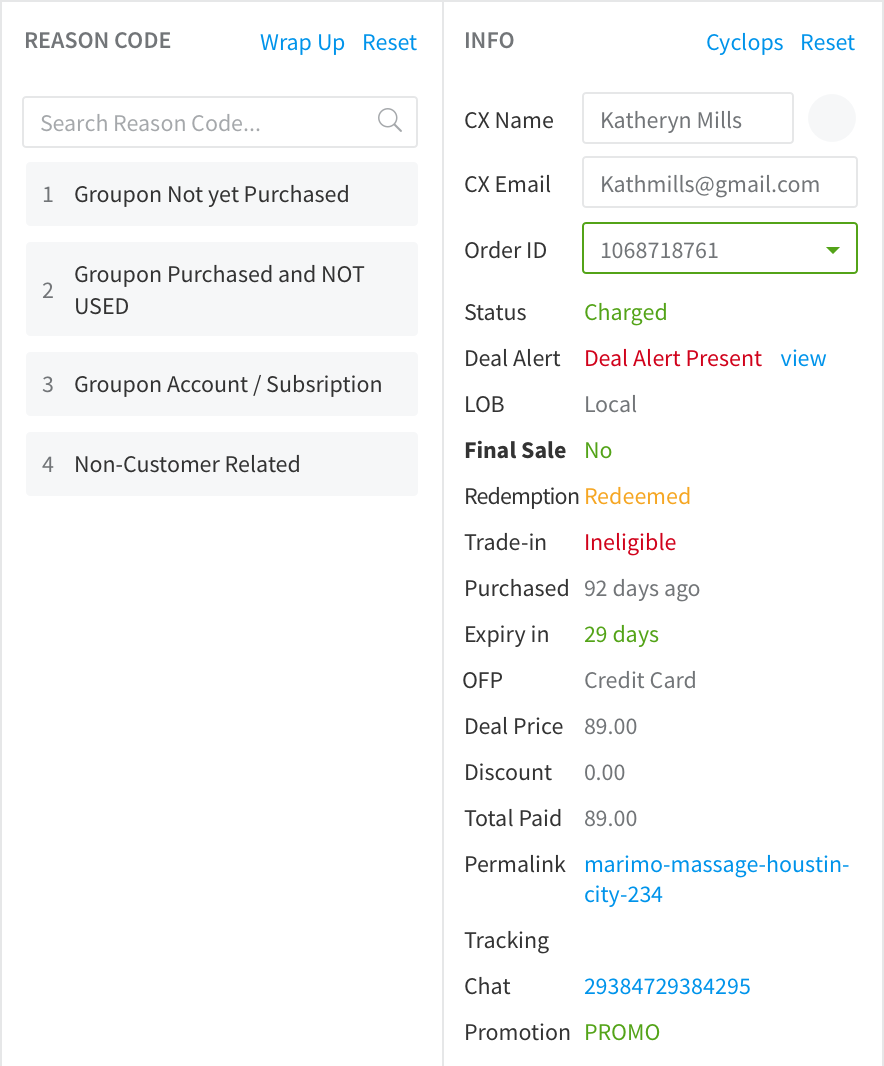 REASON CODE
Wrap Up
Reset
Search Reason Code...
1 Groupon Not yet Purchased
2 Groupon Purchased and NOT
USED
3 Groupon Account / Subsription
4 Non-Customer Related
INFO
Cyclops
Reset
CX Name Katheryn Mills
CX Email Kathmills@gmail.com
Order ID 1068718761
Status Charged
Deal Alert Deal Alert Present view
LOB Local
Final Sale No
Redemption Redeemed
Trade-in Ineligible
Purchased 92 days ago
Expiry in 29 days
OFP Credit Card
Deal Price 89.00
Discount 0.00
Total Paid 89.00
Permalink marimo-massage-houstin-
city-234
Tracking
Chat 29384729384295
Promotion PROMO